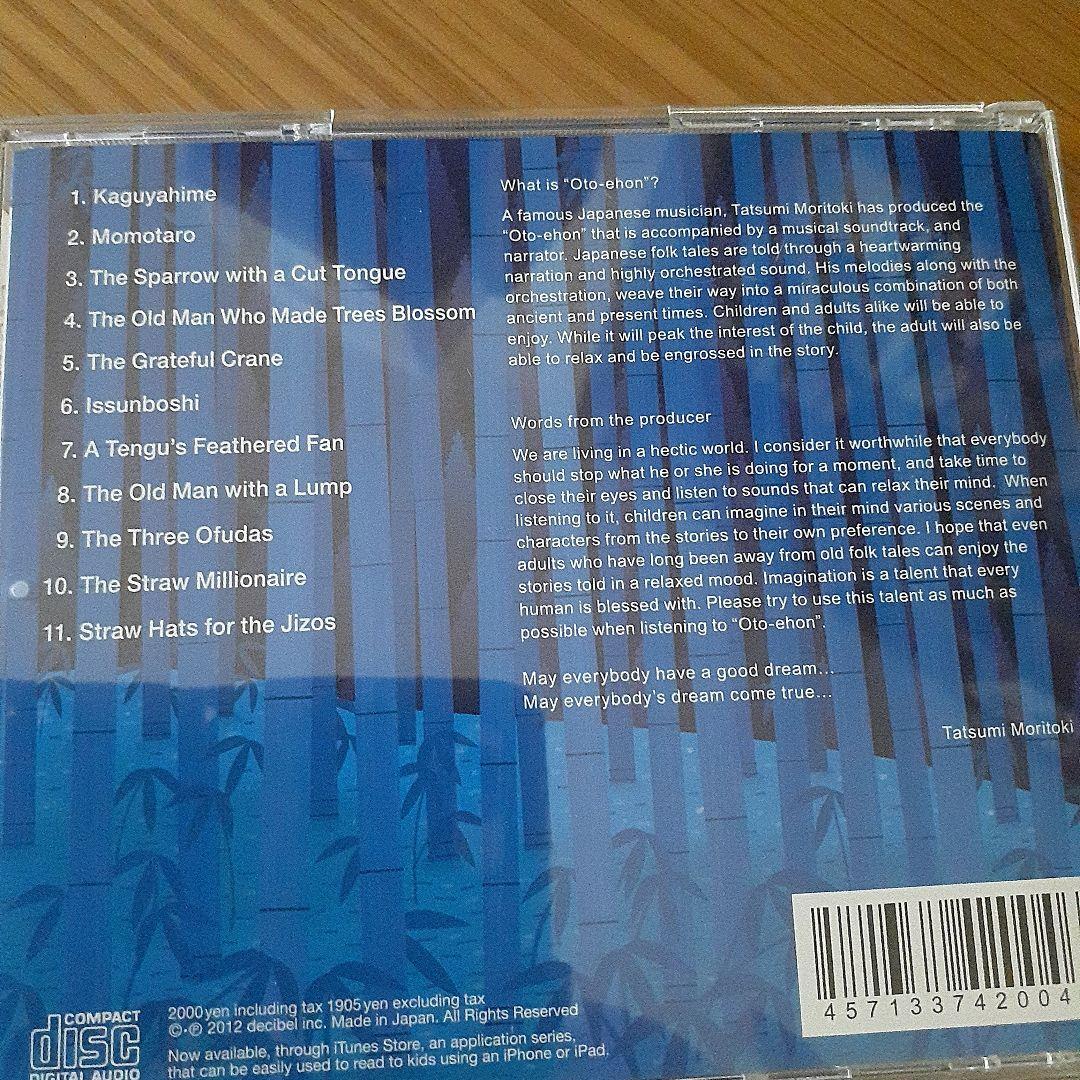 1. Kaguyahime
2. Momotaro
3. The Sparrow with a Cut Tongue
4. The Old Man Who Made Trees Blossom
5. The Grateful Crane
6. Issunboshi
7. A Tengu's Feathered Fan
8. The Old Man with a Lump
9. The Three Ofudas
10. The Straw Millionaire
11. Straw Hats for the Jizos
What is "Oto-ehon"?
A famous Japanese musician, Tatsumi Moritoki has produced the
"Oto-ehon" that is accompanied by a musical soundtrack, and
narrator. Japanese folk tales are told through a heartwarming
narration and highly orchestrated sound. His melodies along with the
orchestration, weave their way into a miraculous combination of both
ancient and present times. Children and adults alike will be able to
enjoy. While it will peak the interest of the child, the adult will also be
able to relax and be engrossed in the story.
Words from the producer
We are living in a hectic world. I consider it worthwhile that everybody
should stop what he or she is doing for a moment, and take time to
close their eyes and listen to sounds that can relax their mind. When
listening to it, children can imagine in their mind various scenes and
characters from the stories to their own preference. I hope that even
adults who have long been away from old folk tales can enjoy the
stories told in a relaxed mood. Imagination is a talent that every
human is blessed with. Please try to use this talent as much as
possible when listening to "Oto-ehon".
May everybody have a good dream...
May everybody's dream come true...
Tatsumi Moritoki
COMPACT
disc
DIGITAL AUDIO
2000yen including tax 1905yen excluding tax
©·℗ 2012 decibel inc. Made in Japan. All Rights Reserved
Now available, through iTunes Store, an application series,
that can be easily used to read to kids using an iPhone or iPad.
457133742004